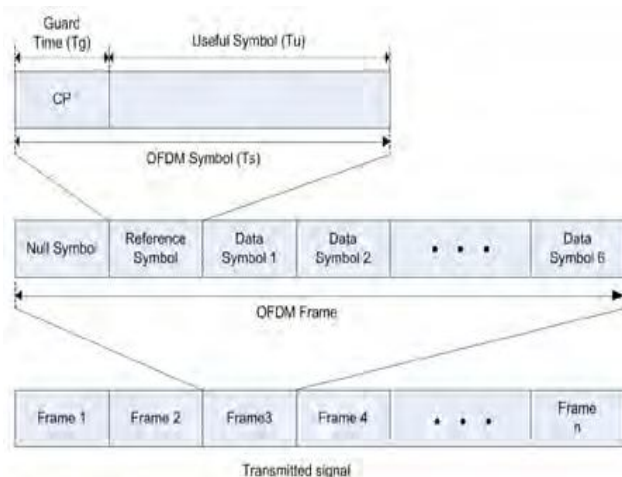 Guard
Time (Tg)
Useful Symbol (Tu)
CP
OFDM Symbol (Ts)
Null Symbol
Reference
Symbol
Data
Symbol 1
Data
Symbol 2
Data
Symbol 6
OFDM Frame
Frame 1
Frame 2
Frame3
Frame 4
Frame
n
Transmitted signal